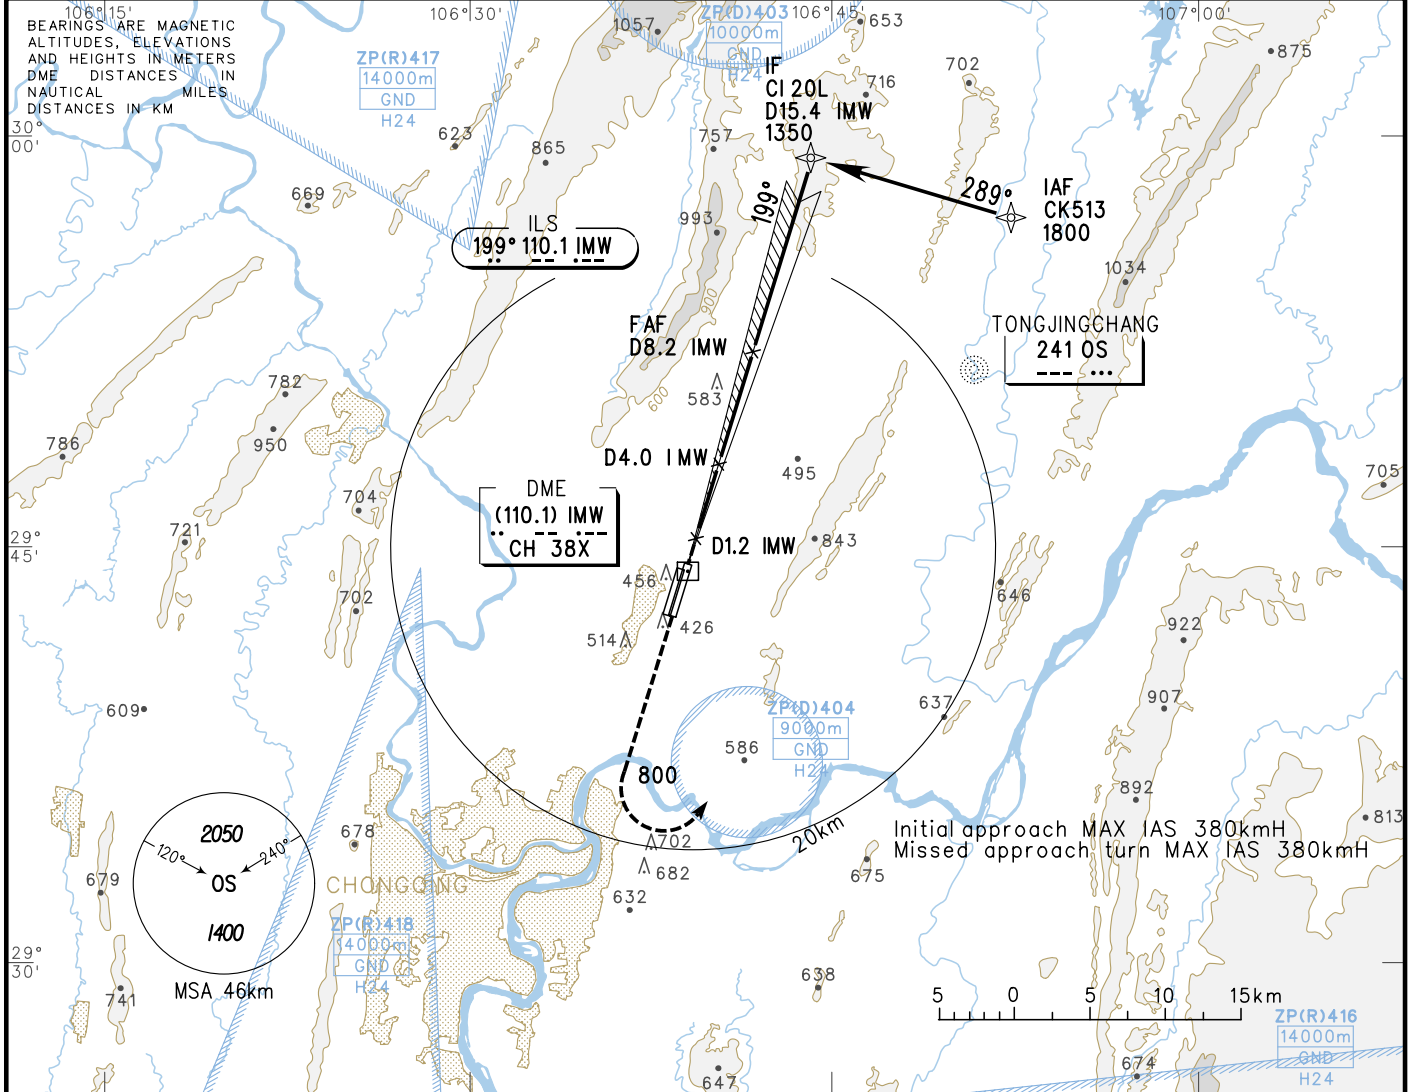 106°15'
106°30'
106°45'
107°00'
BEARINGS ARE MAGNETIC
ALTITUDES, ELEVATIONS
AND HEIGHTS IN METERS
DME DISTANCES IN
NAUTICAL MILES
DISTANCES IN KM
ZP(R)417
14000m
GND
H24
ZP(D)403
10000m
GND
H24
1057
653
875
702
716
623
865
757
669
993
30°
00'
IF
CI 20L
D15.4 IMW
1350
199°
289°
IAF
CK513
1800
ILS
199° 110.1 IMW
1034
900
600
FAF
D8.2 IMW
TONGJINGCHANG
241 OS
583
782
950
786
D4.0 IMW
495
705
704
DME
(110.1) IMW
CH 38X
721
29°
45'
D1.2 IMW
843
456
646
702
426
514
922
609
637
907
ZP(D)404
9000m
GND
H24
586
800
892
813
678
702
682
20km
Initial approach MAX IAS 380kmH
Missed approach turn MAX IAS 380kmH
2050
120°
240°
OS
1400
MSA 46km
679
CHONGQING
675
632
ZP(R)418
14000m
GND
H24
29°
30'
741
638
5 0 5 10 15km
ZP(R)416
14000m
GND
H24
674
647